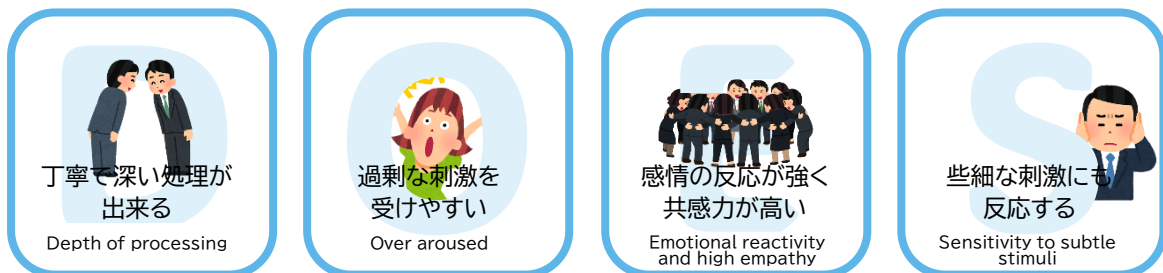 D
丁寧で深い処理が
出来る
Depth of processing
O
過剰な刺激を
受けやすい
Over aroused
E
感情の反応が強く
共感力が高い
Emotional reactivity
and high empathy
S
些細な刺激にも
反応する
Sensitivity to subtle
stimuli